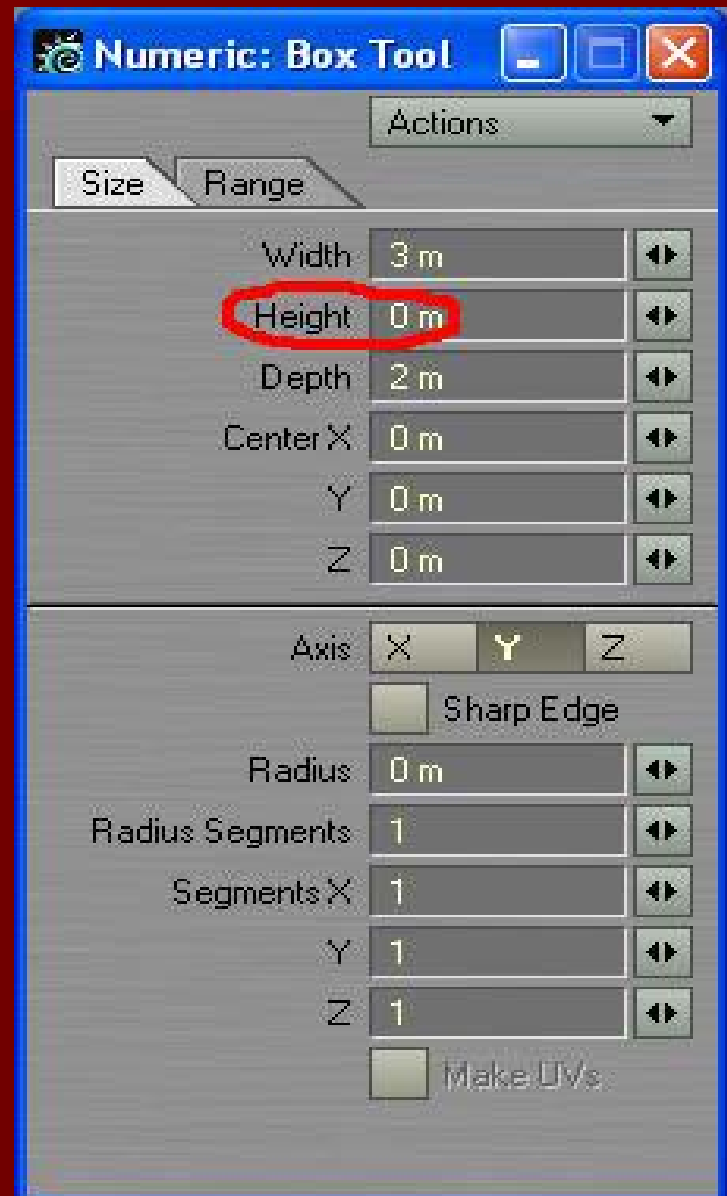 Numeric: Box Tool
Actions
Size Range
Width 3 m
Height 0 m
Depth 2 m
Center X 0 m
Y 0 m
Z 0 m
Axis X Y Z
Sharp Edge
Radius 0 m
Radius Segments 1
Segments X 1
Y 1
Z 1
Make UVs